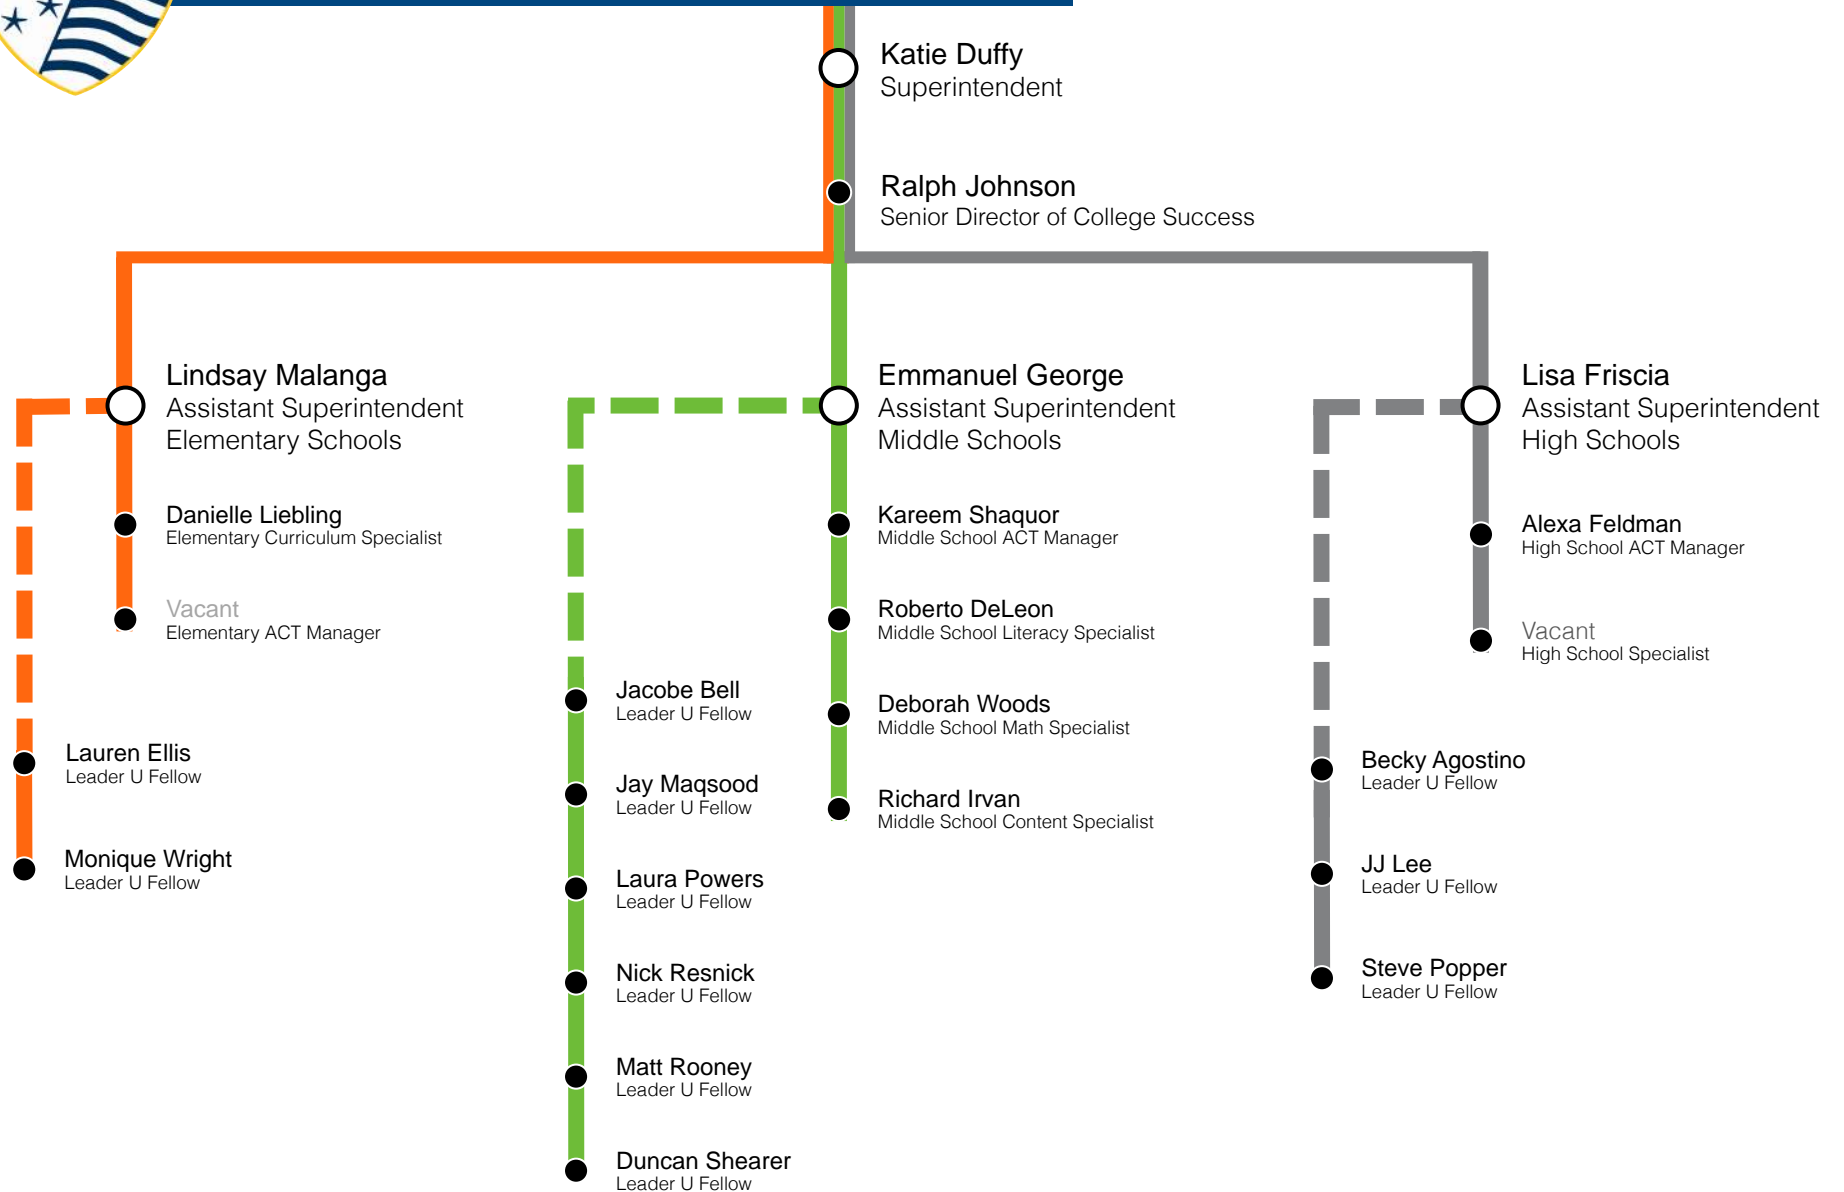 Katie Duffy
Superintendent
Ralph Johnson
Senior Director of College Success
Lindsay Malanga
Assistant Superintendent
Elementary Schools
Danielle Liebling
Elementary Curriculum Specialist
Vacant
Elementary ACT Manager
Lauren Ellis
Leader U Fellow
Monique Wright
Leader U Fellow
Emmanuel George
Assistant Superintendent
Middle Schools
Kareem Shaquor
Middle School ACT Manager
Roberto DeLeon
Middle School Literacy Specialist
Deborah Woods
Middle School Math Specialist
Richard Irvan
Middle School Content Specialist
Jacobe Bell
Leader U Fellow
Jay Maqsood
Leader U Fellow
Laura Powers
Leader U Fellow
Nick Resnick
Leader U Fellow
Matt Rooney
Leader U Fellow
Duncan Shearer
Leader U Fellow
Lisa Friscia
Assistant Superintendent
High Schools
Alexa Feldman
High School ACT Manager
Vacant
High School Specialist
Becky Agostino
Leader U Fellow
JJ Lee
Leader U Fellow
Steve Popper
Leader U Fellow